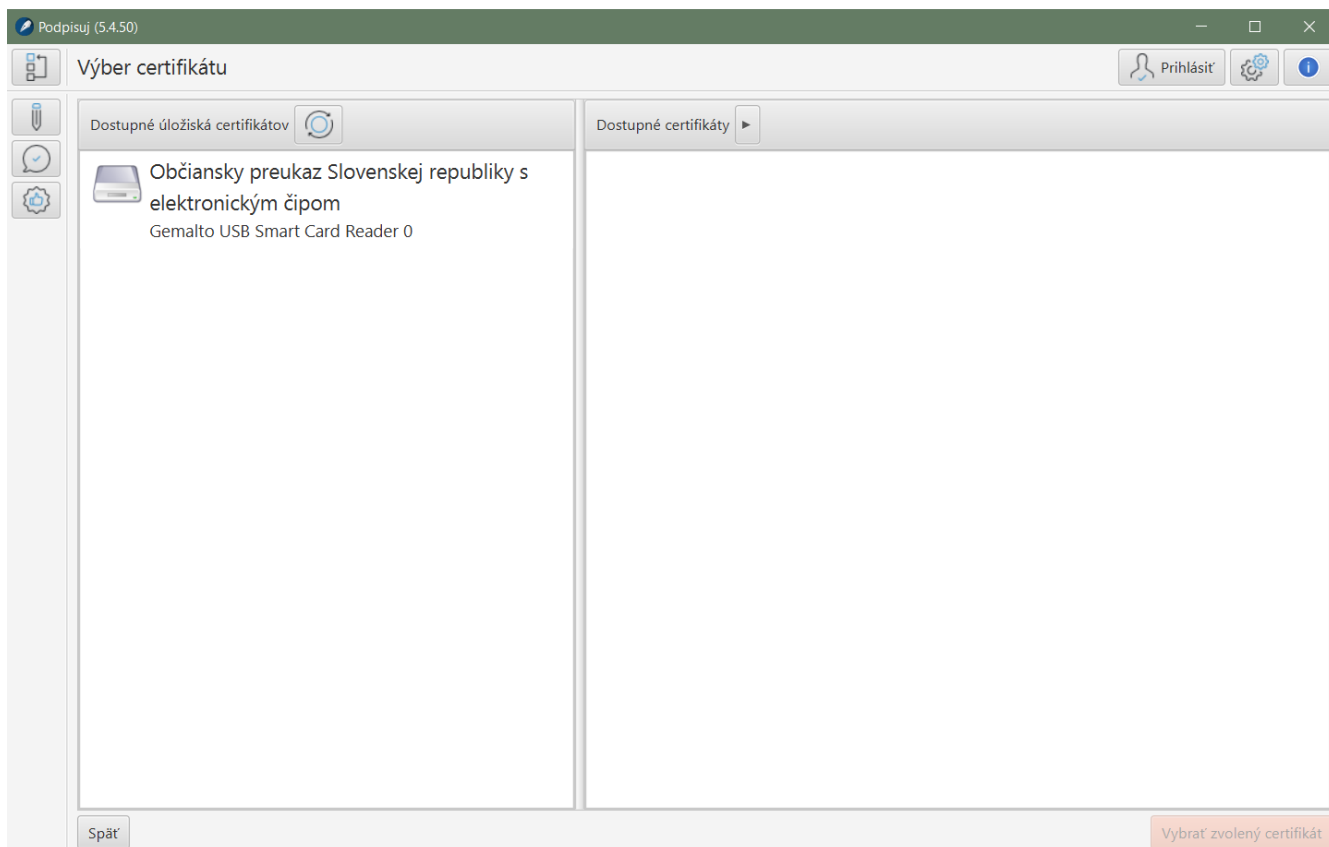 Podpisuj (5.4.50)
Výber certifikátu
Prihlásiť
Dostupné úložiská certifikátov
Dostupné certifikáty
Občiansky preukaz Slovenskej republiky s
elektronickým čipom
Gemalto USB Smart Card Reader 0
Späť
Vybrať zvolený certifikát